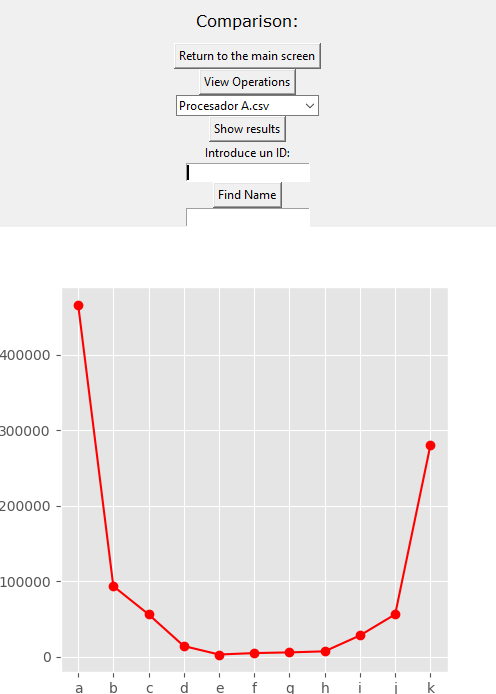 Comparison:
Return to the main screen
View Operations
Procesador A.csv
Show results
Introduce un ID:
Find Name
400000
300000
200000
100000
0
a b c d e f g h i j k